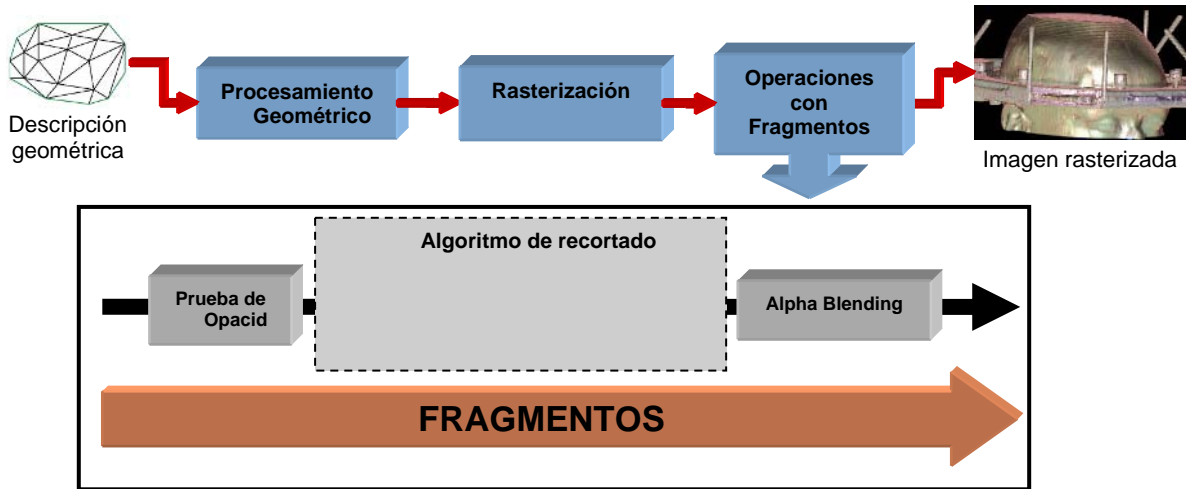 Descripción
geométrica
Procesamiento
Geométrico
Rasterización
Operaciones
con
Fragmentos
Imagen rasterizada
Algoritmo de recortado
Prueba de
Opacid
Alpha Blending
FRAGMENTOS